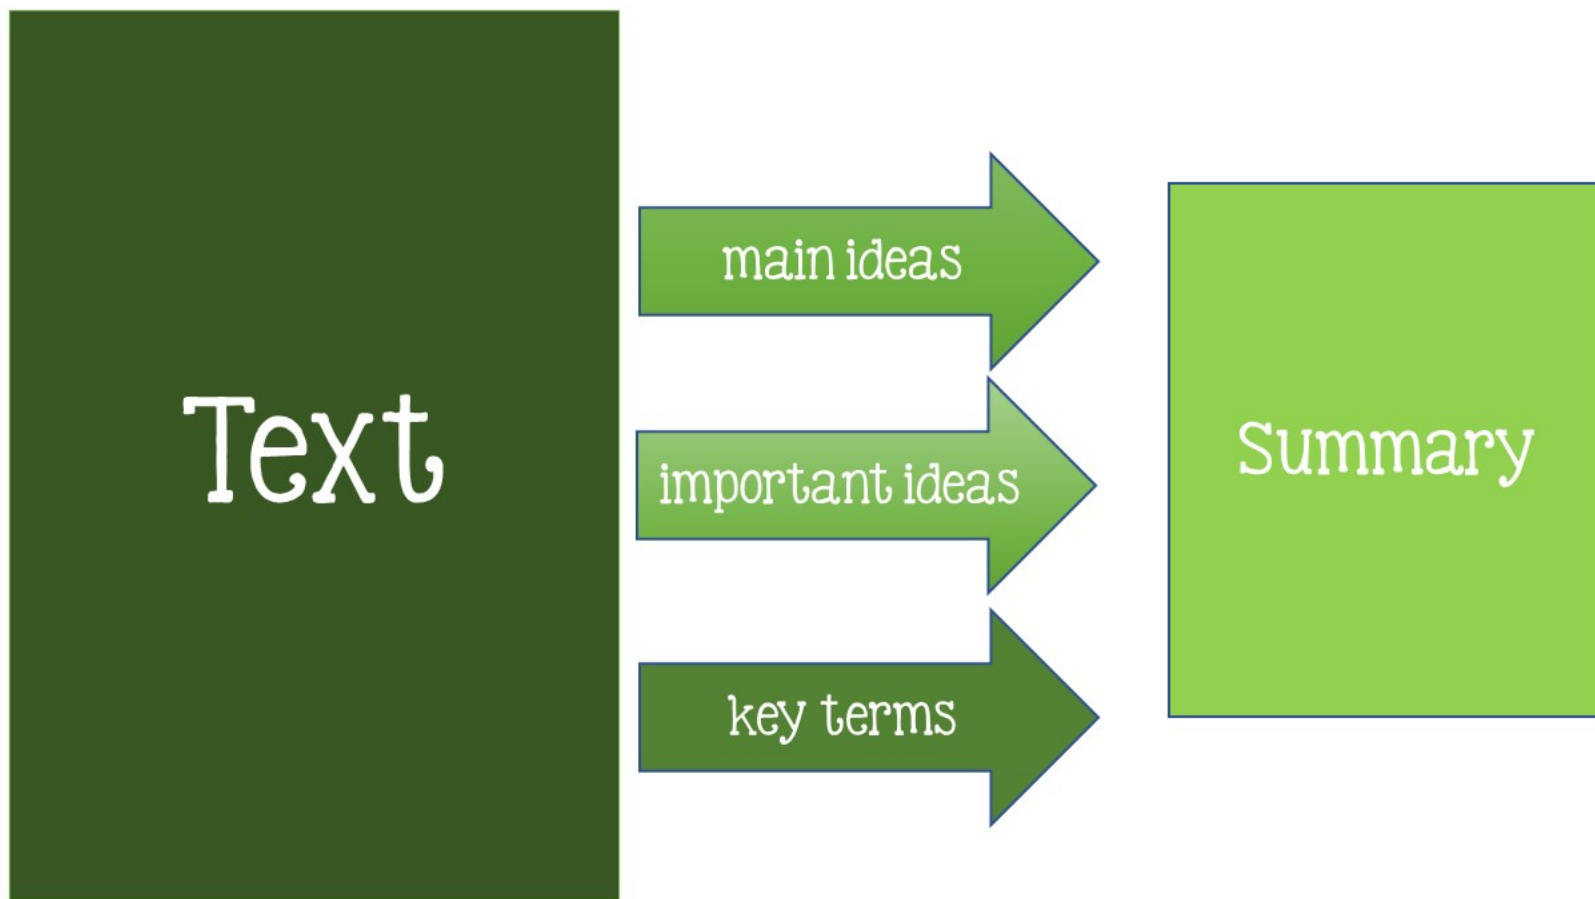 Text
main ideas
important ideas
key terms
Summary